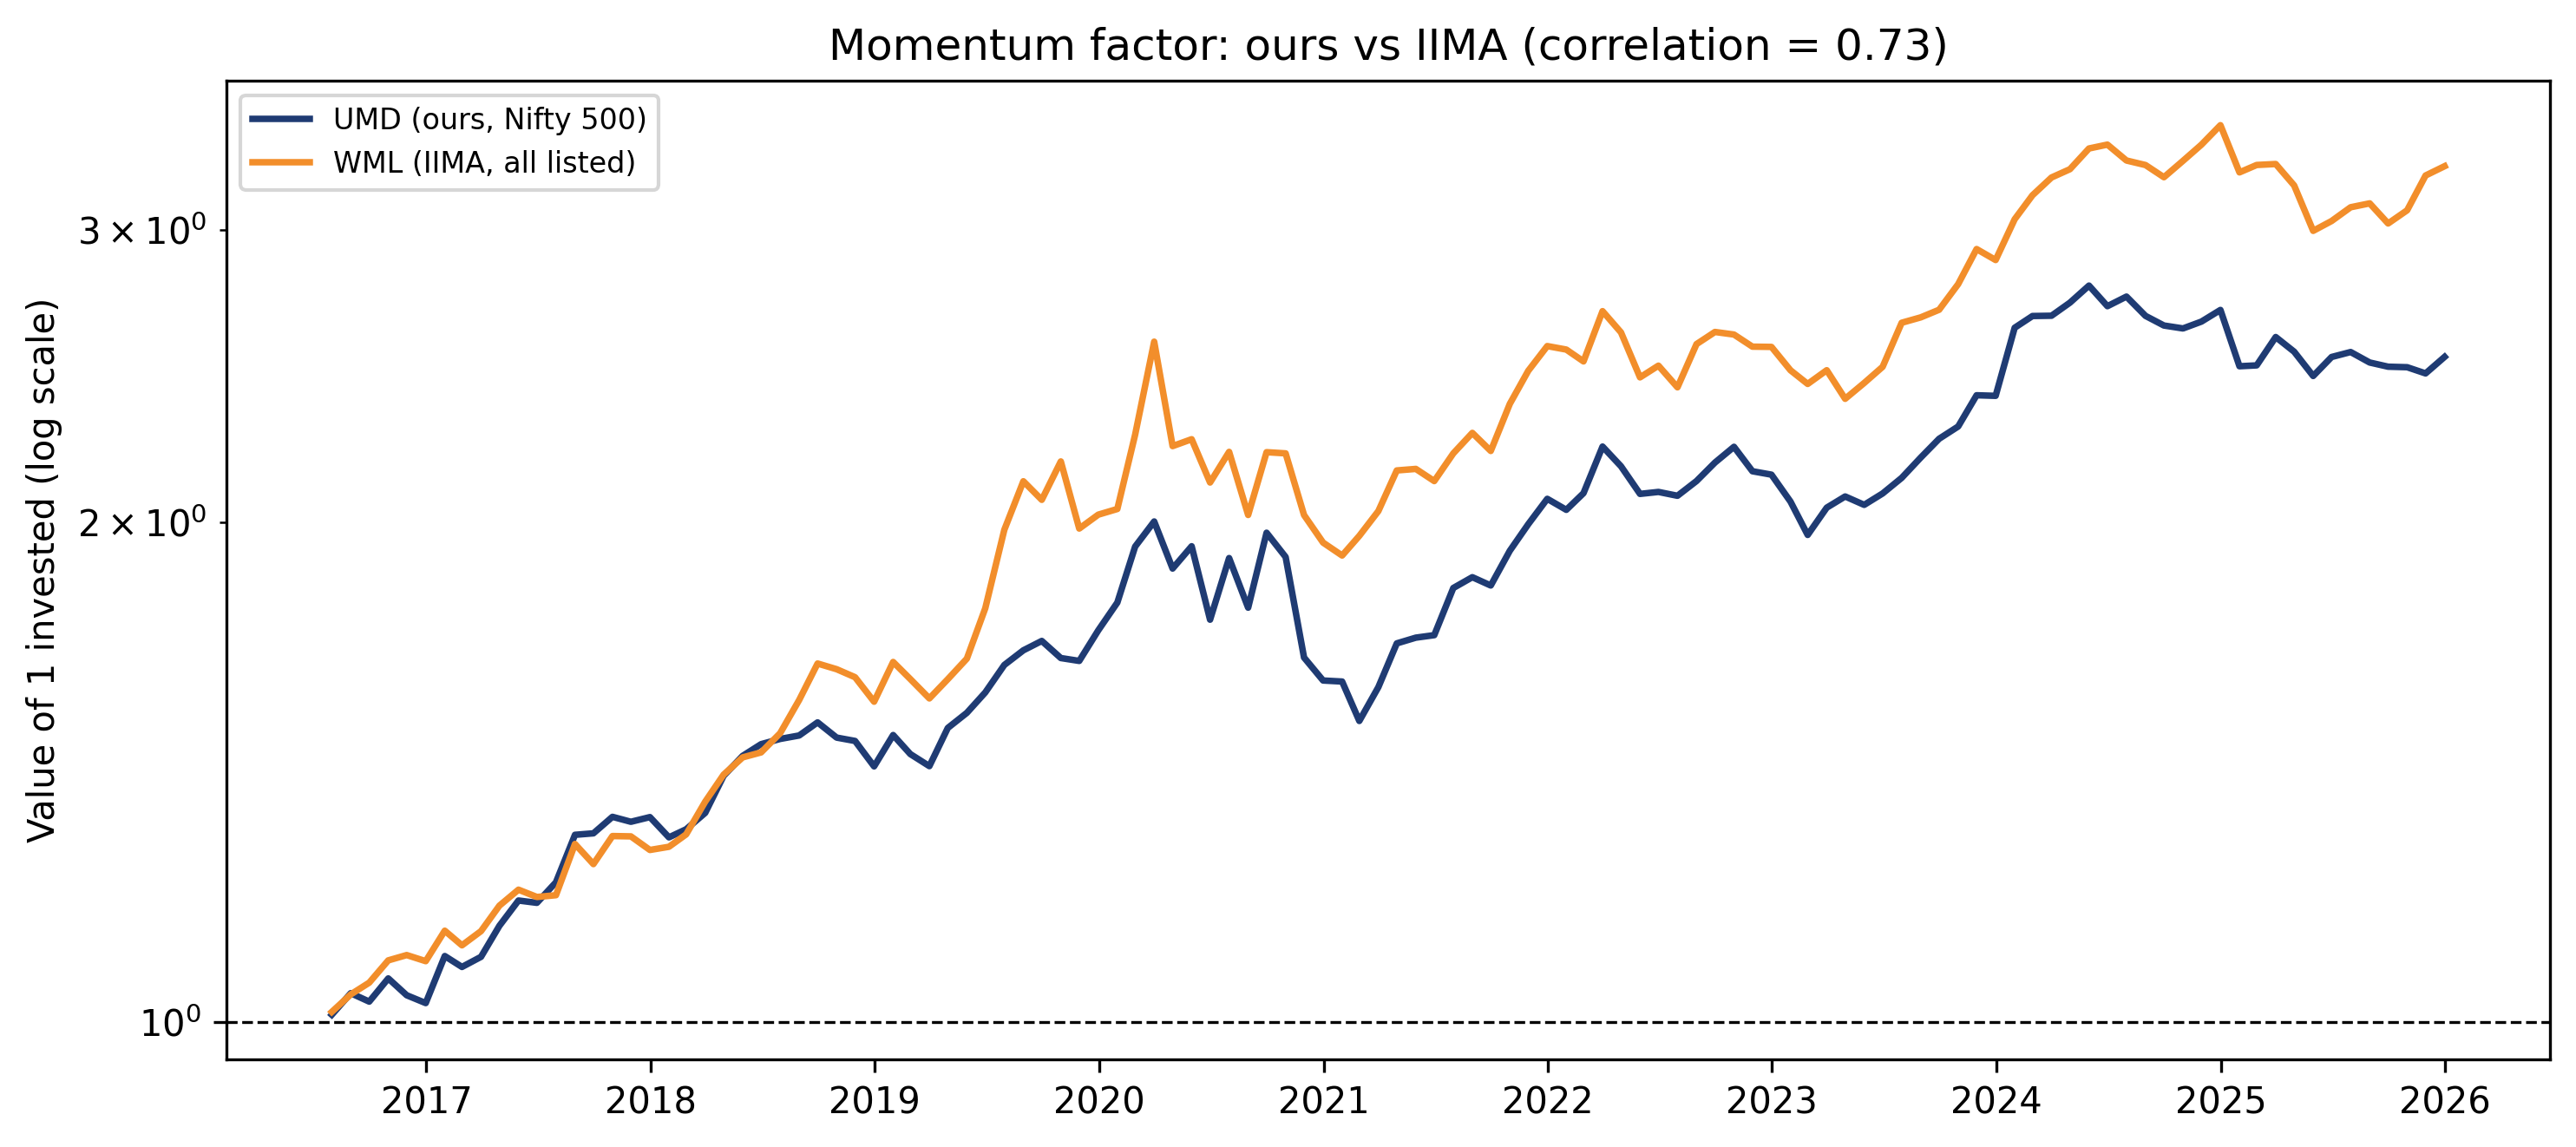 Momentum factor: ours vs IIMA (correlation = 0.73)
UMD (ours, Nifty 500)
WML (IIMA, all listed)
Value of 1 invested (log scale)
3 × 10⁰
2 × 10⁰
10⁰
2017 2018 2019 2020 2021 2022 2023 2024 2025 2026